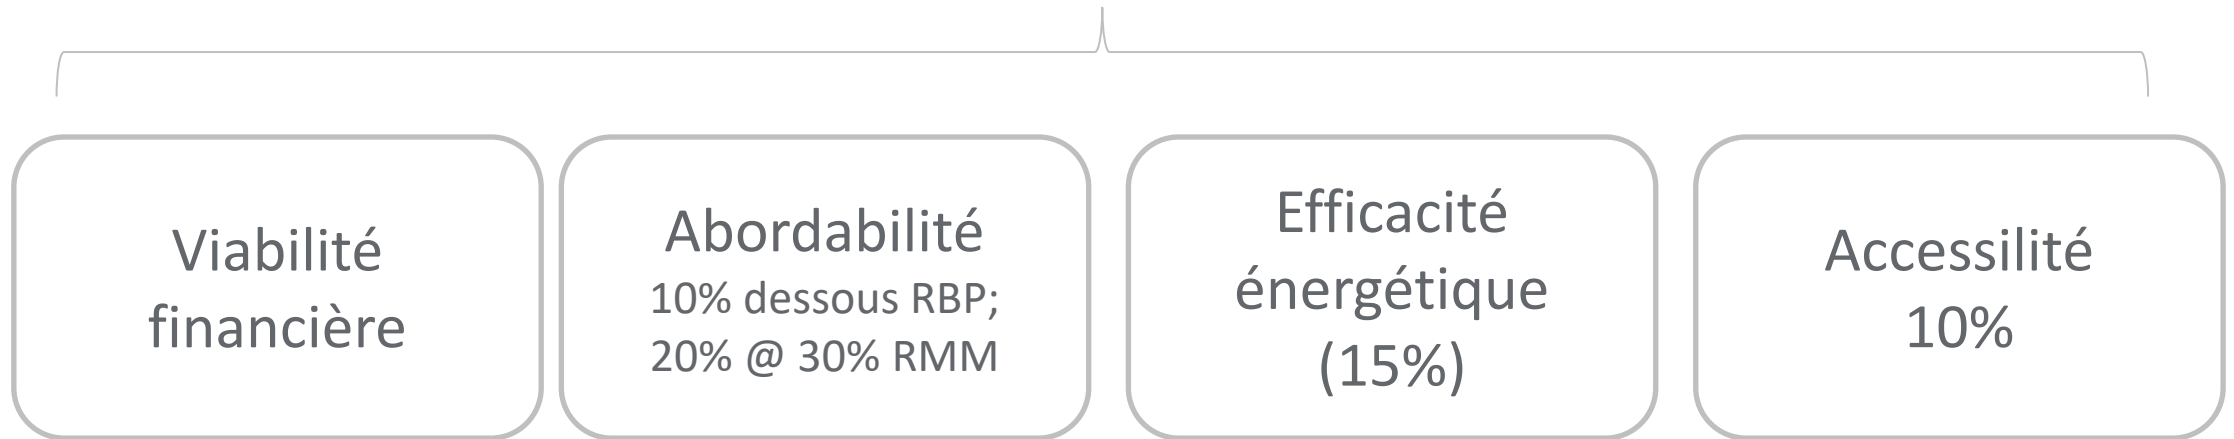 Viabilité
financière
Abordabilité
10% dessous RBP;
20% @ 30% RMM
Efficacité
énergétique
(15%)
Accessilité
10%